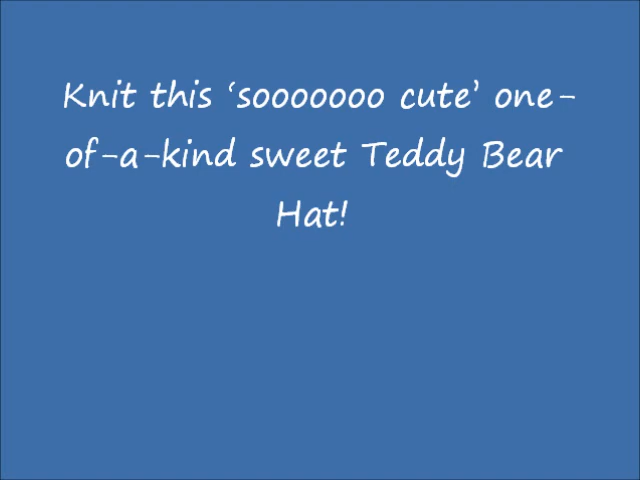 Knit this ‘sooooooo cute’ one-
of-a-kind sweet Teddy Bear
Hat!